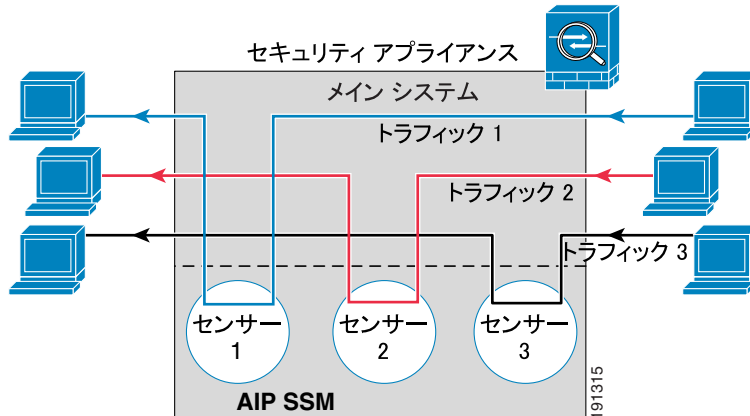 セキュリティ アプライアンス
メイン システム
トラフィック 1
トラフィック 2
トラフィック 3
センサー
1
センサー
2
センサー
3
AIP SSM
191315